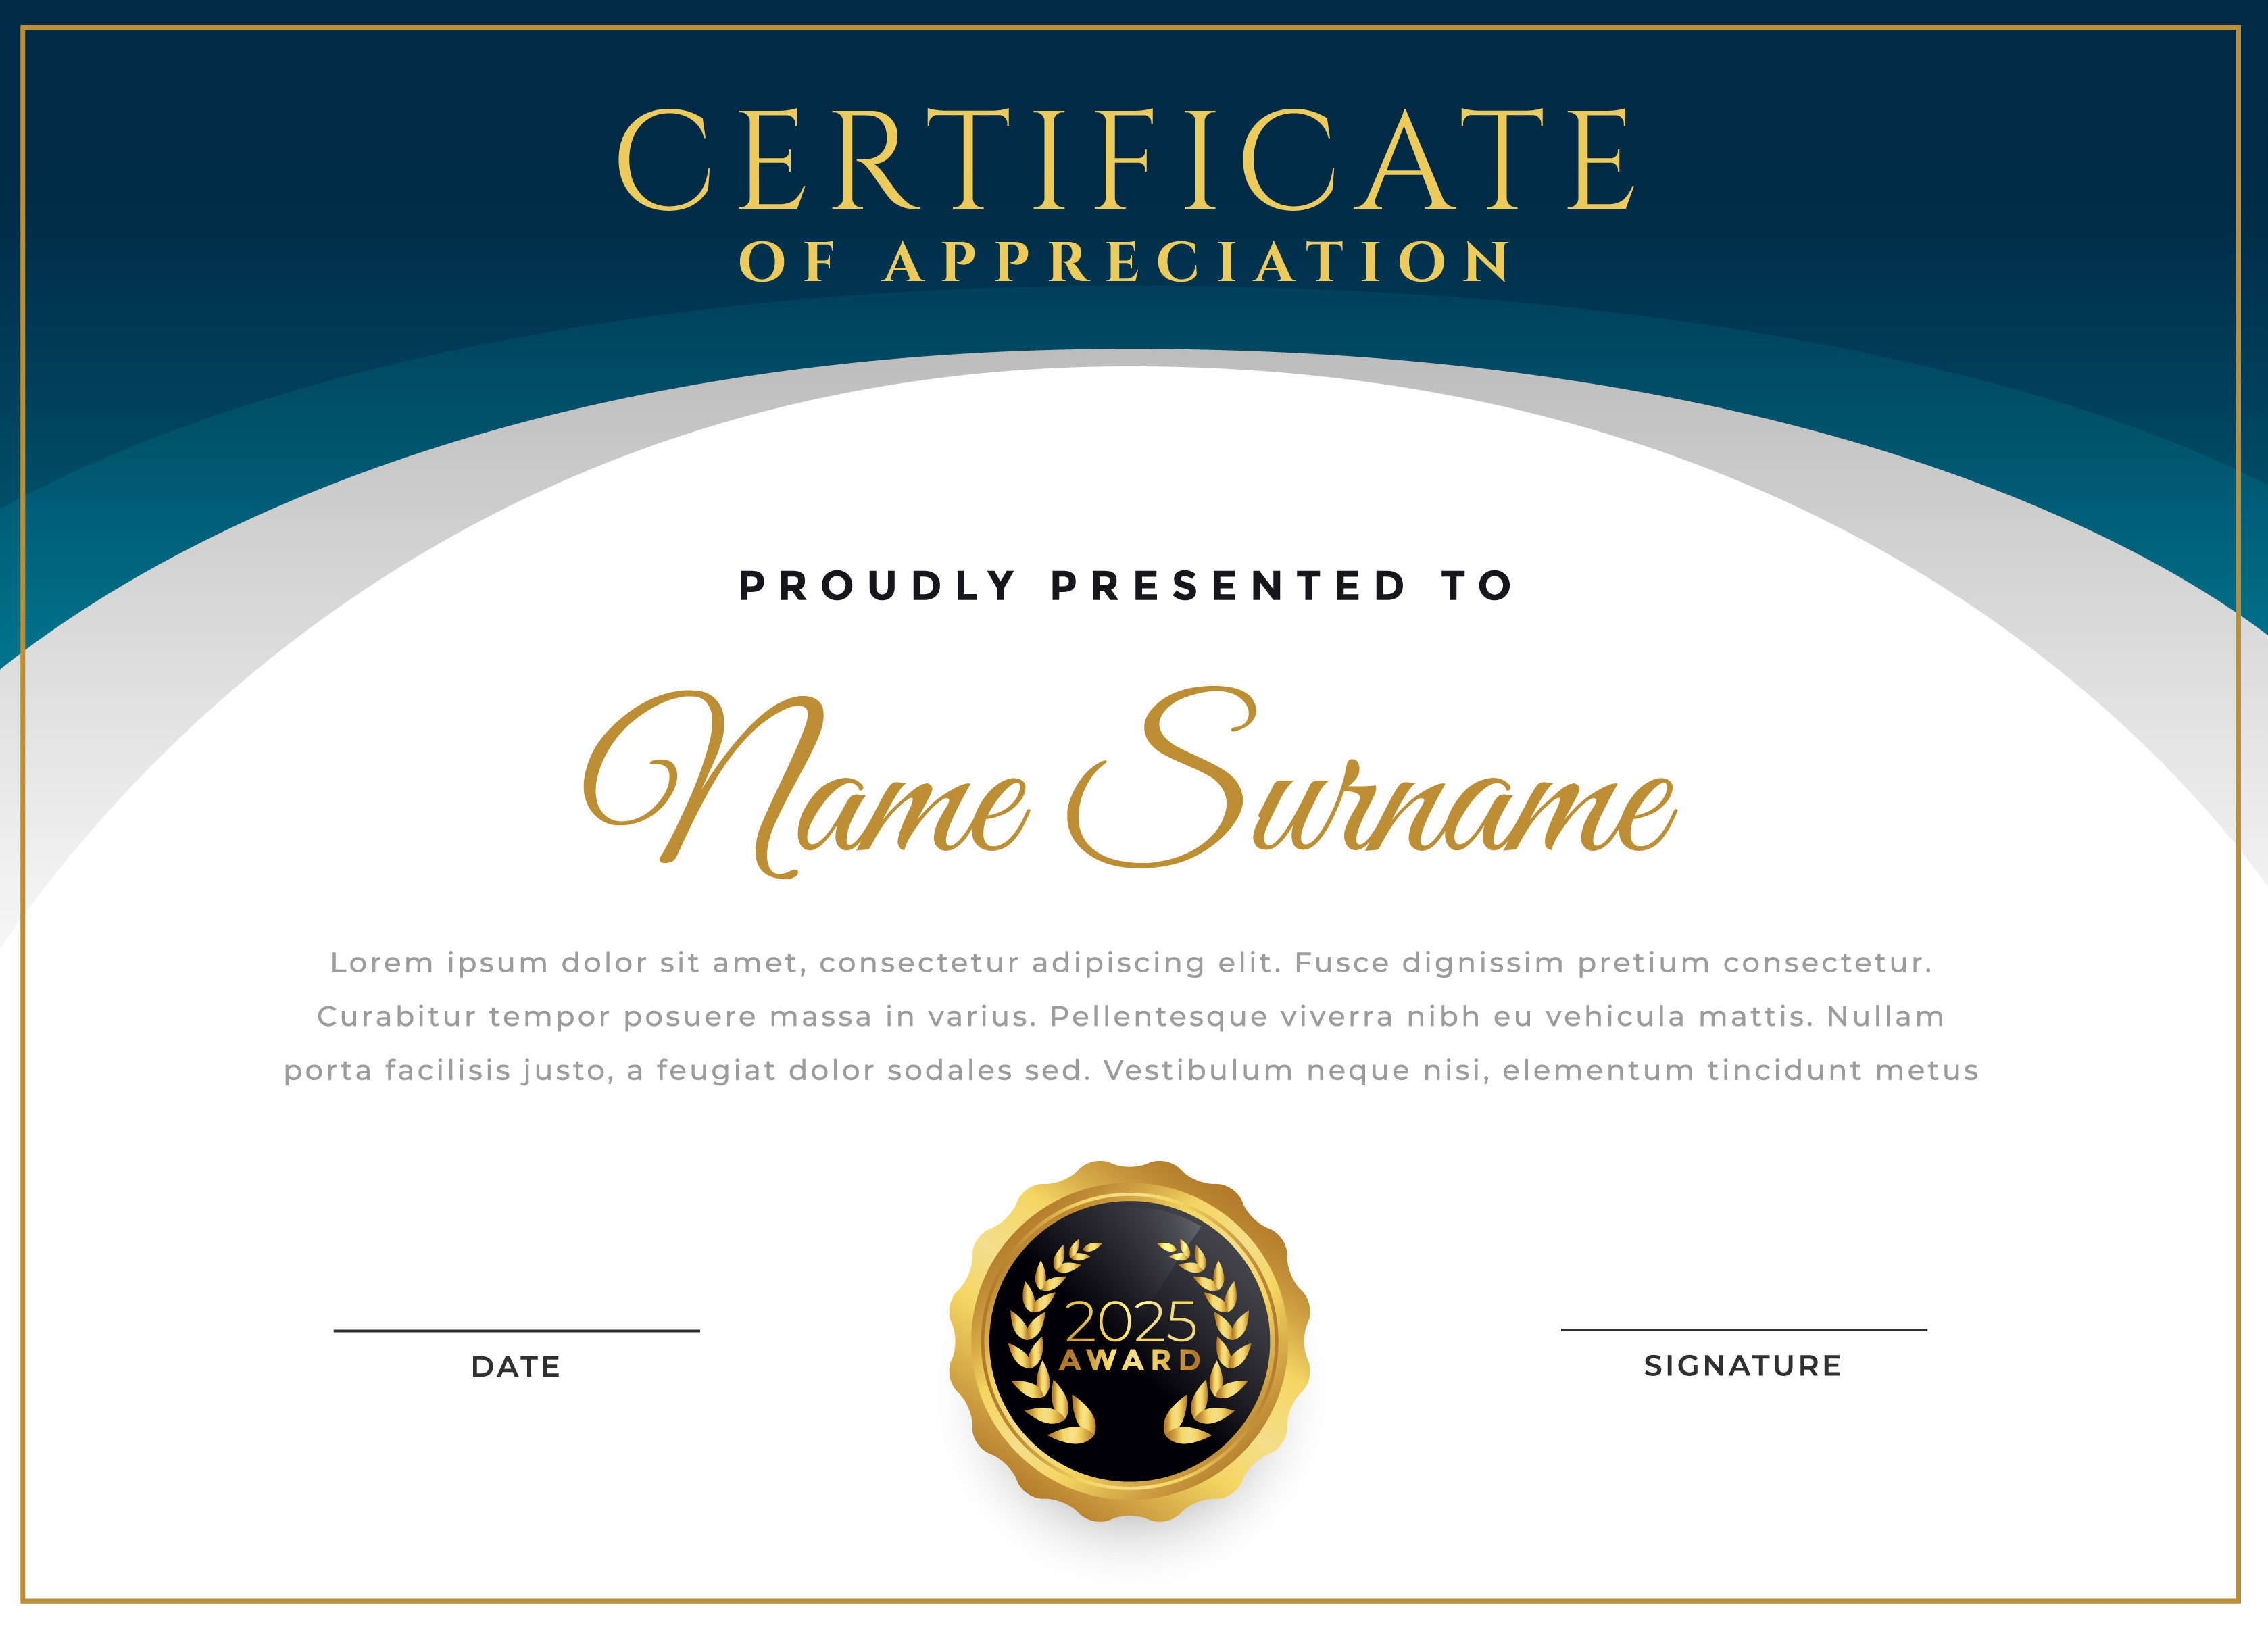 CERTIFICATE
OF APPRECIATION
PROUDLY PRESENTED TO
Name Surname
Lorem ipsum dolor sit amet, consectetur adipiscing elit. Fusce dignissim pretium consectetur.
Curabitur tempor posuere massa in varius. Pellentesque viverra nibh eu vehicula mattis. Nullam
porta facilisis justo, a feugiat dolor sodales sed. Vestibulum neque nisi, elementum tincidunt metus
2025
AWARD
DATE
SIGNATURE